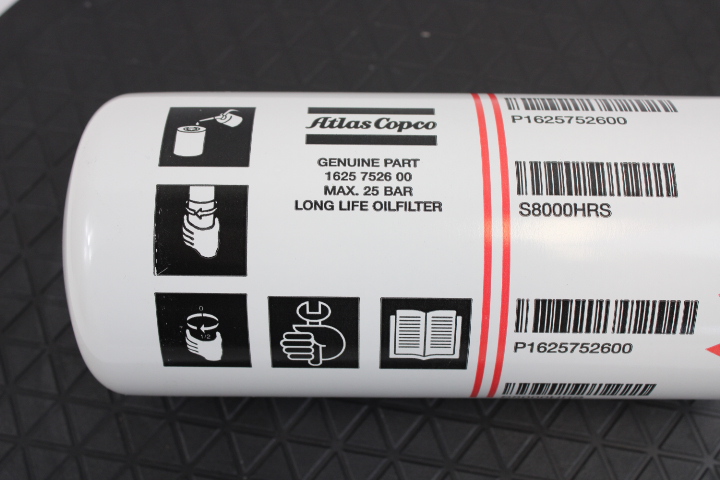 Atlas Copco
GENUINE PART
1625 7526 00
MAX. 25 BAR
LONG LIFE OILFILTER
P1625752600
S8000HRS
P1625752600